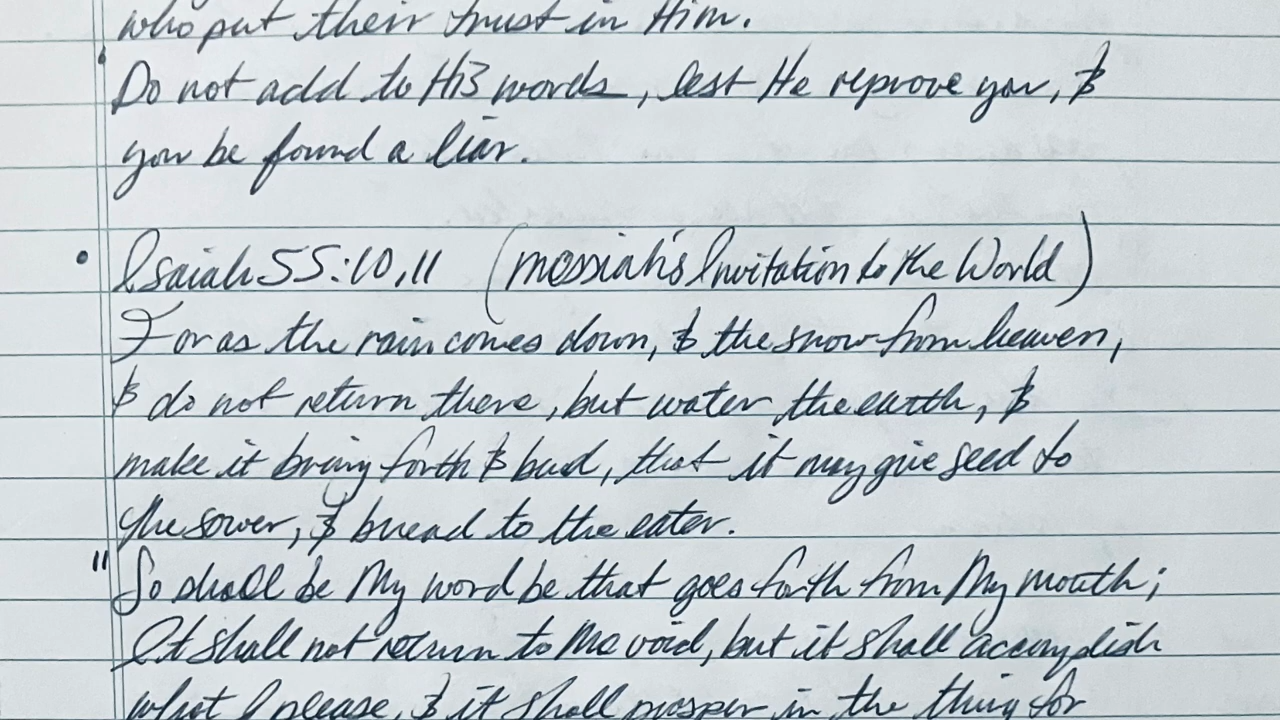 who put their trust in Him.
Do not add to His words, lest He reprove you, &
you be found a liar.
• Isaiah 55:10,11 (Messiah's Invitation to the World)
For as the rain comes down, & the snow from heaven,
& do not return there, but water the earth, &
make it bring forth & bud, that it may give seed to
the sower, & bread to the eater.
11 So shall be My word be that goes forth from My mouth;
It shall not return to Me void, but it shall accomplish
what I please, & it shall prosper in the thing for